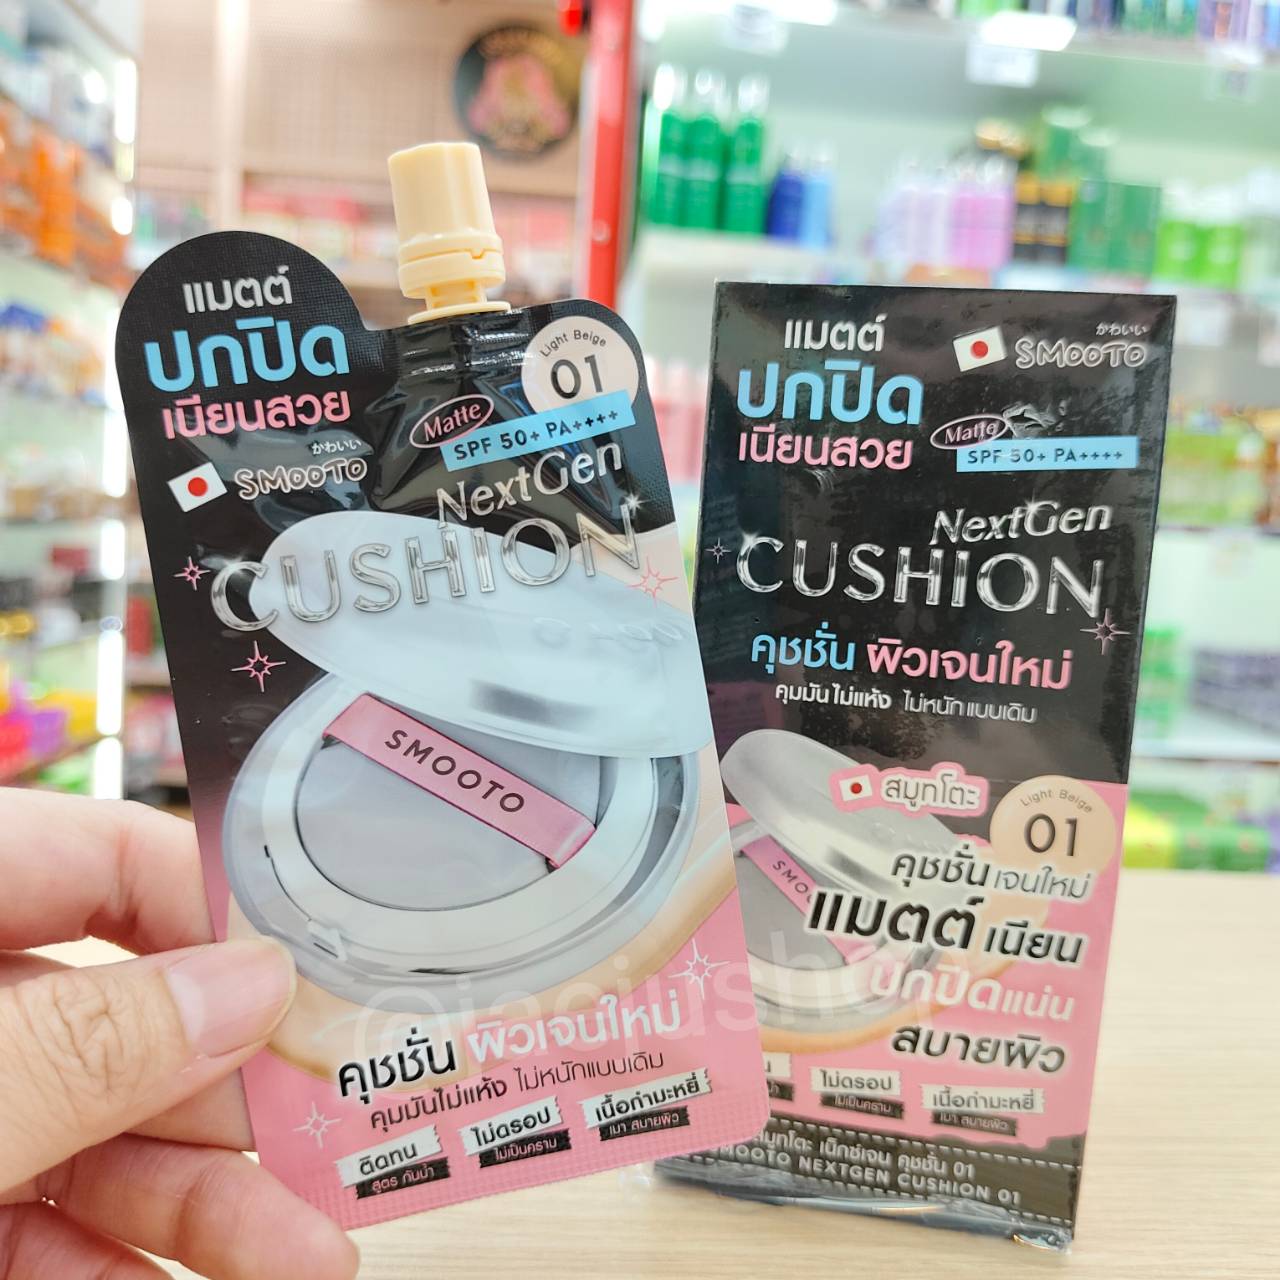 แมตต์
ปกปิด
เนียนสวย
かわいい
SMOOTO
Light Beige
01
Matte
SPF 50+ PA++++
NextGen
CUSHION
SMOOTO
คุชชั่น ผิวเจนใหม่
คุมมันไม่แห้ง ไม่หนักแบบเดิม
ติดทน
สูตร กันน้ำ
ไม่ดรอป
ไม่เป็นคราบ
เนื้อกำมะหยี่
เบา สบายผิว
@jaojushop
แมตต์
ปกปิด
เนียนสวย
かわいい
SMOOTO
Matte
SPF 50+ PA++++
NextGen
CUSHION
คุชชั่น ผิวเจนใหม่
คุมมัน ไม่แห้ง ไม่หนักแบบเดิม
สมูทโตะ
Light Beige
01
คุชชั่นเจนใหม่
แมตต์ เนียน
ปกปิดแน่น
สบายผิว
ไม่ดรอป
ไม่เป็นคราบ
เนื้อกำมะหยี่
เบา สบายผิว
สมูทโตะ เน็กซ์เจน คุชชั่น 01
SMOOTO NEXTGEN CUSHION 01